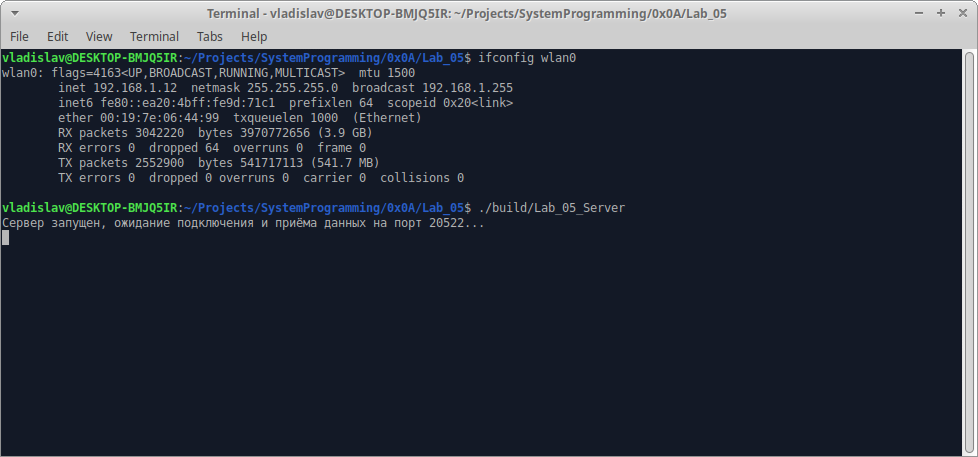 Terminal - vladislav@DESKTOP-BMJQ5IR: ~/Projects/SystemProgramming/0x0A/Lab_05
File Edit View Terminal Tabs Help
vladislav@DESKTOP-BMJQ5IR:~/Projects/SystemProgramming/0x0A/Lab_05$ ifconfig wlan0
wlan0: flags=4163<UP,BROADCAST,RUNNING,MULTICAST>  mtu 1500
        inet 192.168.1.12  netmask 255.255.255.0  broadcast 192.168.1.255
        inet6 fe80::ea20:4bff:fe9d:71c1  prefixlen 64  scopeid 0x20<link>
        ether 00:19:7e:06:44:99  txqueuelen 1000  (Ethernet)
        RX packets 3042220  bytes 3970772656 (3.9 GB)
        RX errors 0  dropped 64  overruns 0  frame 0
        TX packets 2552900  bytes 541717113 (541.7 MB)
        TX errors 0  dropped 0 overruns 0  carrier 0  collisions 0
vladislav@DESKTOP-BMJQ5IR:~/Projects/SystemProgramming/0x0A/Lab_05$ ./build/Lab_05_Server
Сервер запущен, ожидание подключения и приёма данных на порт 20522...